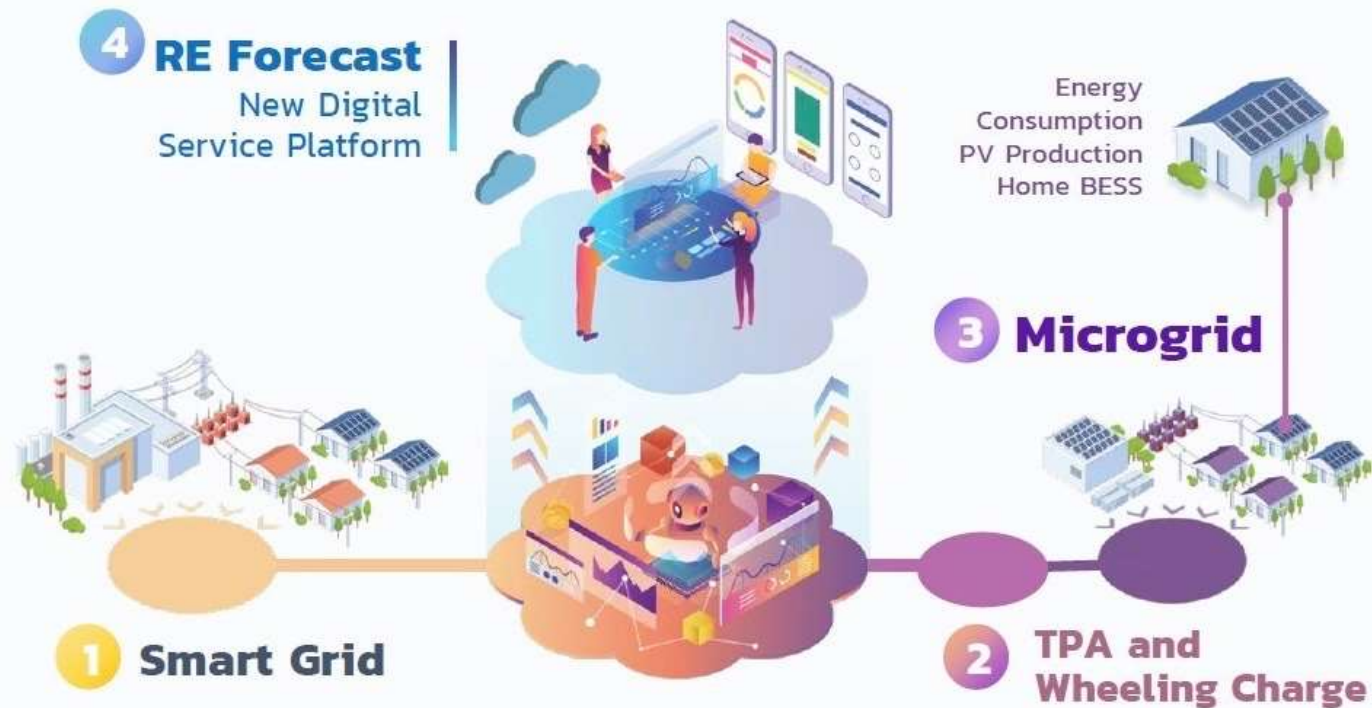 4 RE Forecast
New Digital
Service Platform
Energy
Consumption
PV Production
Home BESS
3 Microgrid
1 Smart Grid
2 TPA and
Wheeling Charge